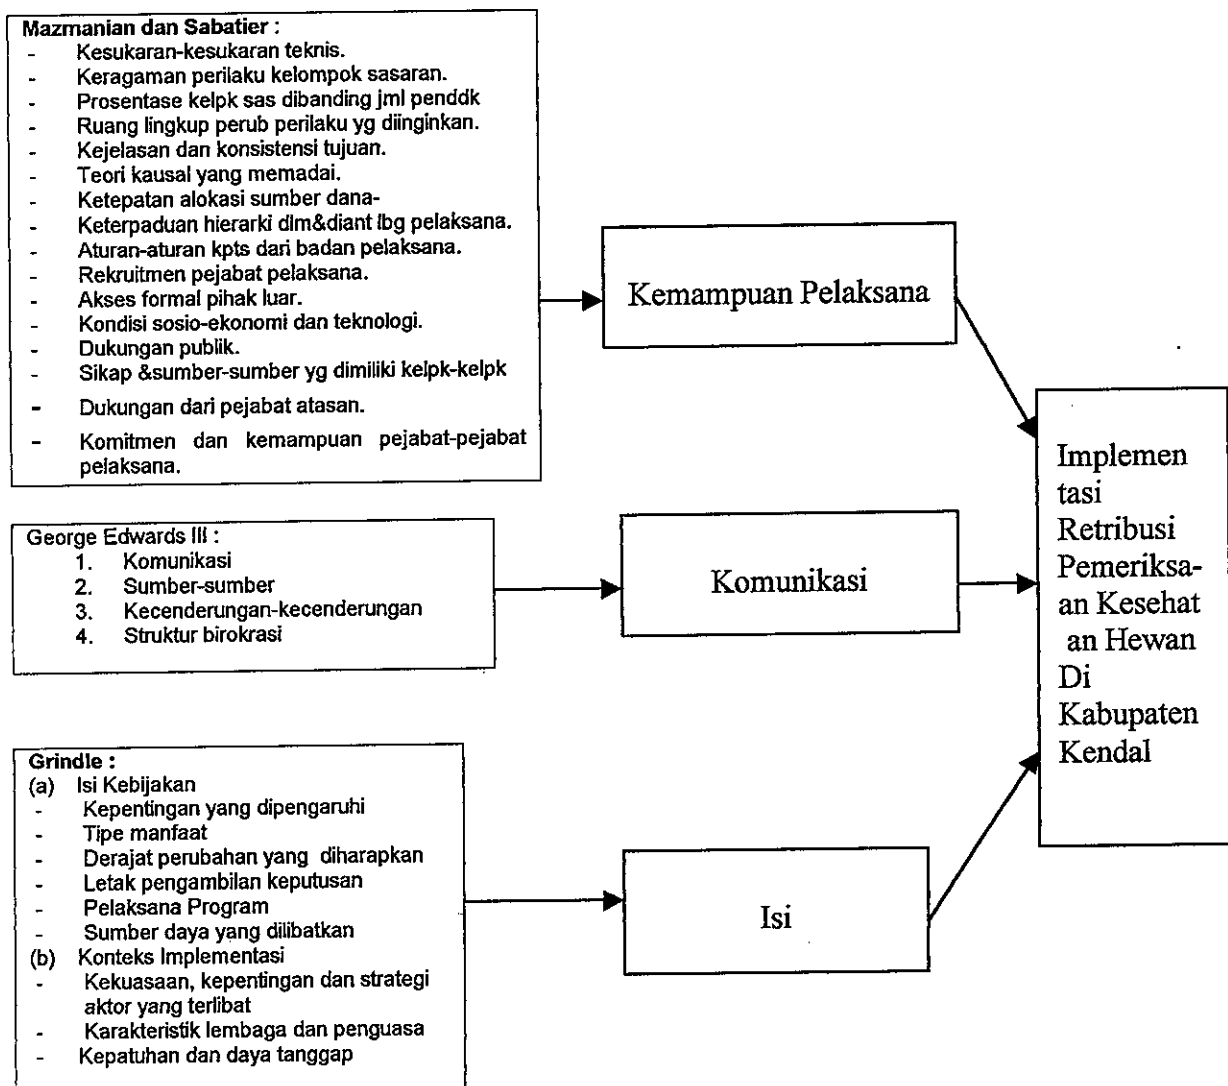 Mazmanian dan Sabatier :
- Kesukaran-kesukaran teknis.
- Keragaman perilaku kelompok sasaran.
- Prosentase kelpk sas dibanding jml penddk
- Ruang lingkup perub perilaku yg diinginkan.
- Kejelasan dan konsistensi tujuan.
- Teori kausal yang memadai.
- Ketepatan alokasi sumber dana-
- Keterpaduan hierarki dlm&diant lbg pelaksana.
- Aturan-aturan kpts dari badan pelaksana.
- Rekruitmen pejabat pelaksana.
- Akses formal pihak luar.
- Kondisi sosio-ekonomi dan teknologi.
- Dukungan publik.
- Sikap &sumber-sumber yg dimiliki kelpk-kelpk
- Dukungan dari pejabat atasan.
- Komitmen dan kemampuan pejabat-pejabat
pelaksana.
George Edwards III :
1. Komunikasi
2. Sumber-sumber
3. Kecenderungan-kecenderungan
4. Struktur birokrasi
Grindle :
(a) Isi Kebijakan
- Kepentingan yang dipengaruhi
- Tipe manfaat
- Derajat perubahan yang diharapkan
- Letak pengambilan keputusan
- Pelaksana Program
- Sumber daya yang dilibatkan
(b) Konteks Implementasi
- Kekuasaan, kepentingan dan strategi
aktor yang terlibat
- Karakteristik lembaga dan penguasa
- Kepatuhan dan daya tanggap
Kemampuan Pelaksana
Komunikasi
Isi
Implemen
tasi
Retribusi
Pemeriksa-
an Kesehat
an Hewan
Di
Kabupaten
Kendal